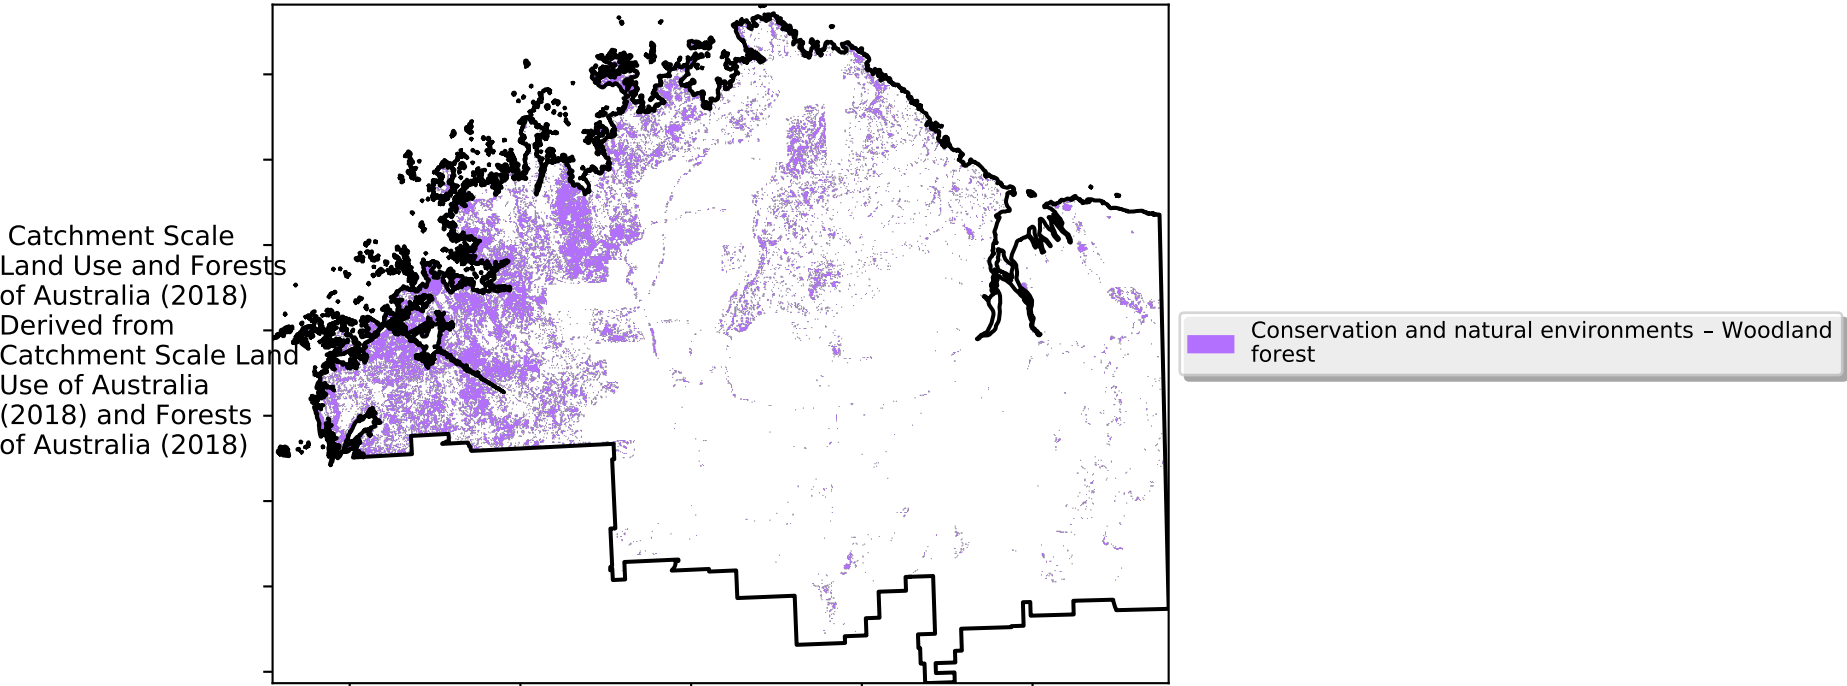 Catchment Scale
Land Use and Forests
of Australia (2018)
Derived from
Catchment Scale Land
Use of Australia
(2018) and Forests
of Australia (2018)
Conservation and natural environments – Woodland
forest